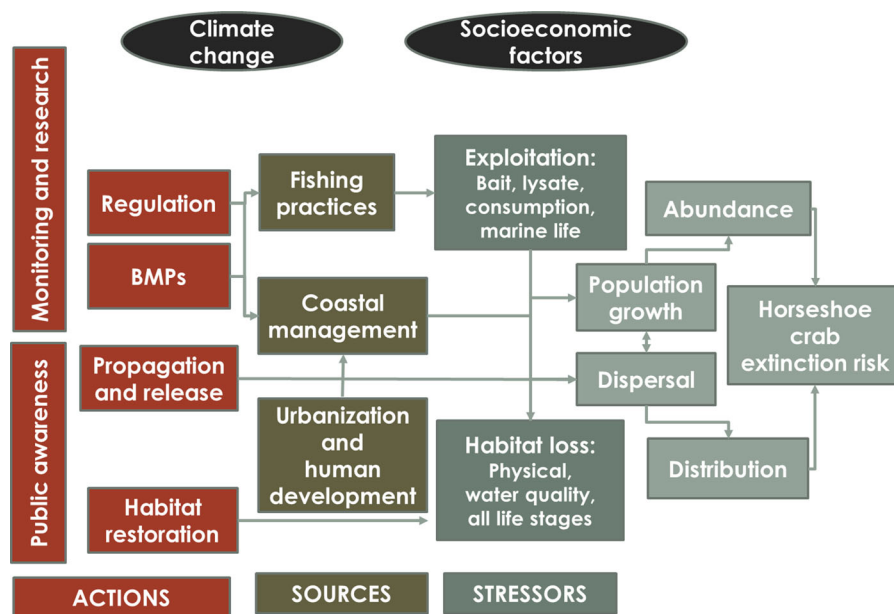 Climate
change
Socioeconomic
factors
Monitoring and research
Public awareness
Regulation
BMPs
Propagation
and release
Habitat
restoration
Fishing
practices
Coastal
management
Urbanization
and
human
development
Exploitation:
Bait, lysate,
consumption,
marine life
Habitat loss:
Physical,
water quality,
all life stages
Abundance
Population
growth
Dispersal
Distribution
Horseshoe
crab
extinction risk
ACTIONS
SOURCES
STRESSORS